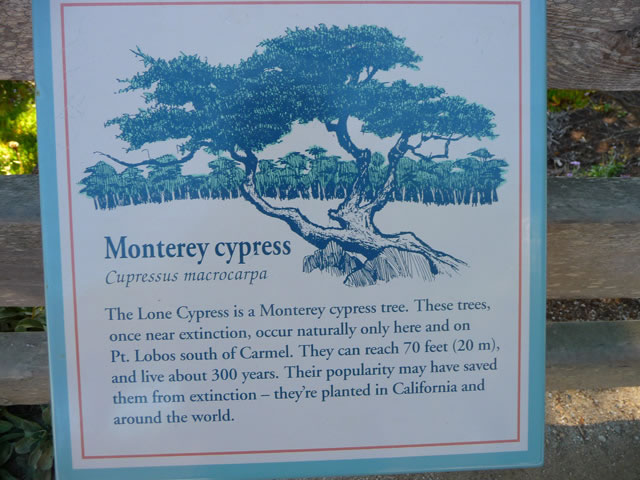 Monterey cypress
Cupressus macrocarpa
The Lone Cypress is a Monterey cypress tree. These trees,
once near extinction, occur naturally only here and on
Pt. Lobos south of Carmel. They can reach 70 feet (20 m),
and live about 300 years. Their popularity may have saved
them from extinction – they're planted in California and
around the world.